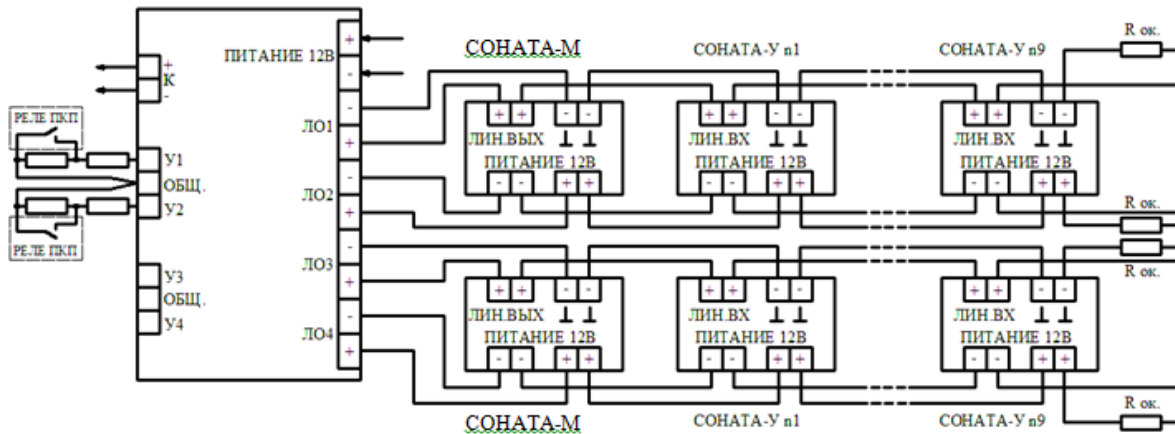 ПИТАНИЕ 12В
+
-
-
+
-
+
-
+
-
+
ЛО1
ЛО2
ЛО3
ЛО4
+
К
-
РЕЛЕ ПКП
У1
ОБЩ.
У2
РЕЛЕ ПКП
У3
ОБЩ.
У4
СОНАТА-М
СОНАТА-У n1
СОНАТА-У n9
R ок.
+ + - -
+ + - -
+ + - -
ЛИН.ВЫХ
ЛИН.ВХ
ЛИН.ВХ
ПИТАНИЕ 12В
ПИТАНИЕ 12В
ПИТАНИЕ 12В
- - + +
- - + +
- - + +
R ок.
R ок.
+ + - -
+ + - -
+ + - -
ЛИН.ВЫХ
ЛИН.ВХ
ЛИН.ВХ
ПИТАНИЕ 12В
ПИТАНИЕ 12В
ПИТАНИЕ 12В
- - + +
- - + +
- - + +
СОНАТА-М
СОНАТА-У n1
СОНАТА-У n9
R ок.